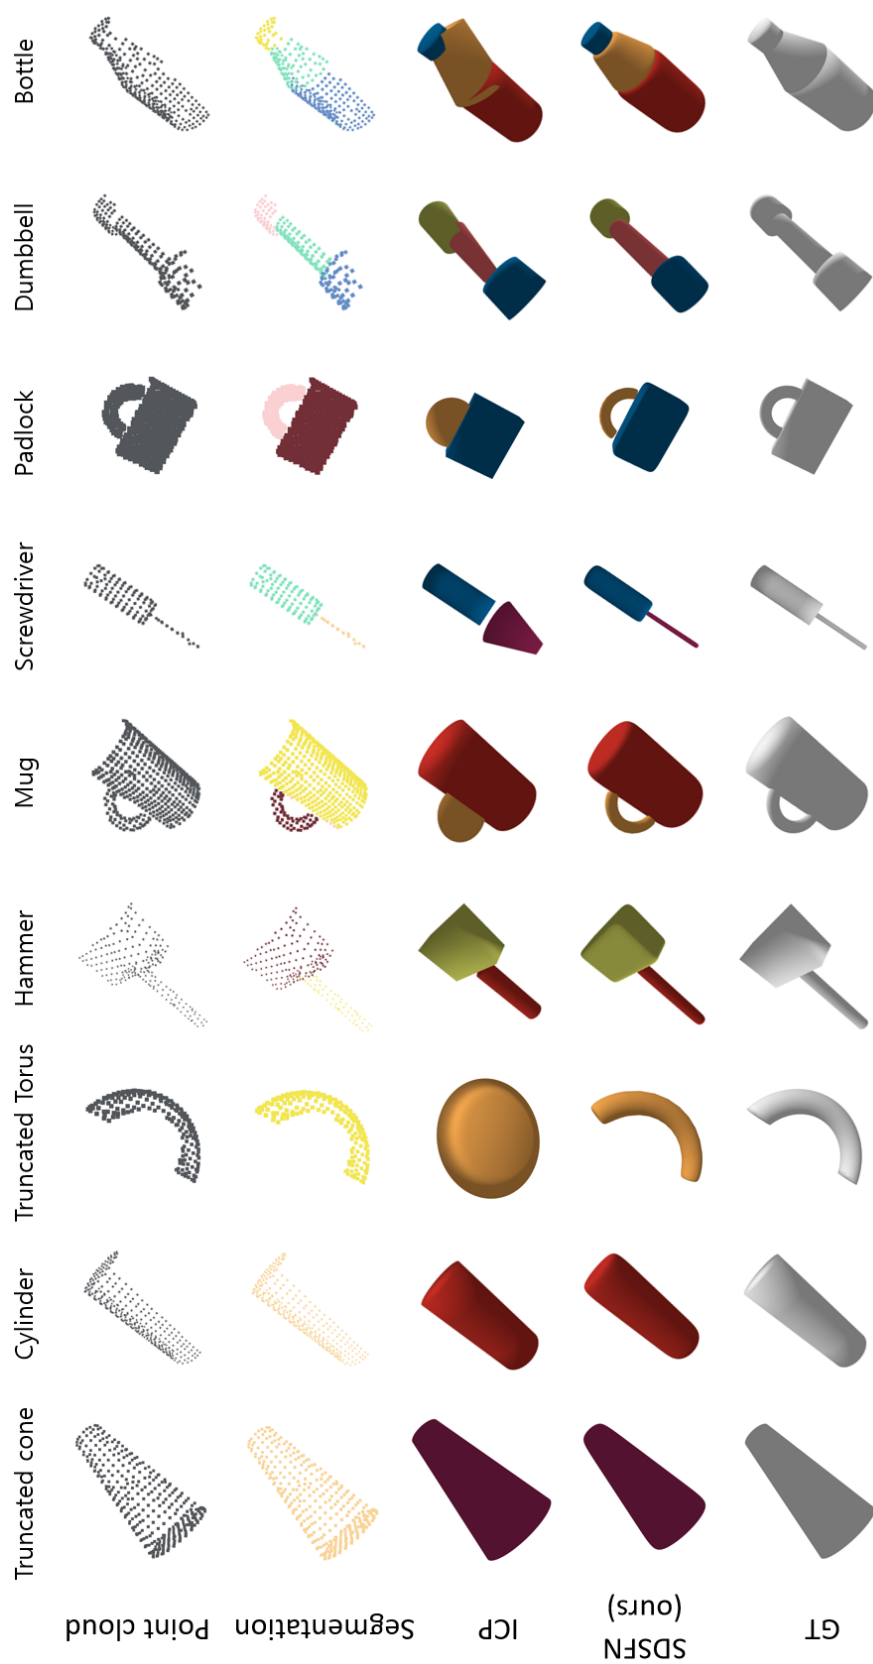 Bottle
Dumbbell
Padlock
Screwdriver
Mug
Hammer
Truncated Torus
Cylinder
Truncated cone
Point cloud
Segmentation
ICP
SDSFN
(ours)
GT